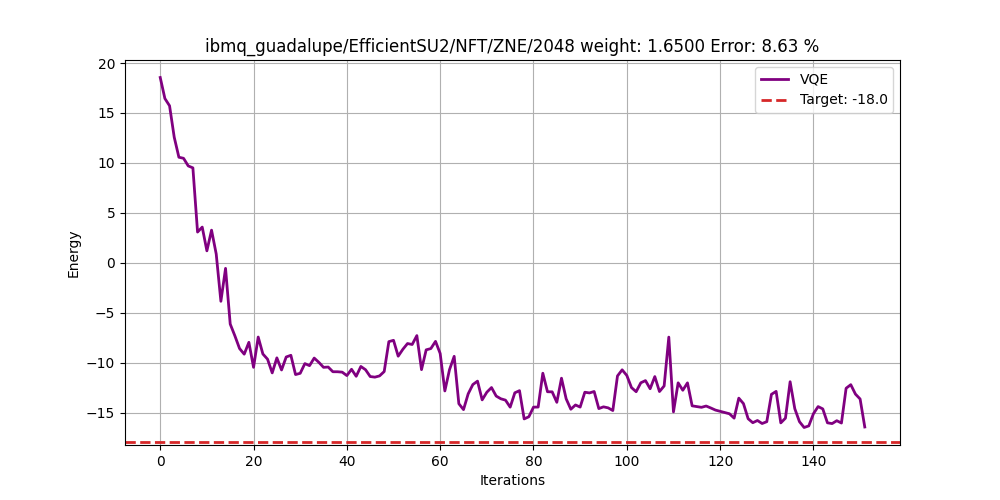 ibmq_guadalupe/EfficientSU2/NFT/ZNE/2048 weight: 1.6500 Error: 8.63 %
VQE
Target: -18.0
20
15
10
5
0
−5
−10
−15
Energy
0 20 40 60 80 100 120 140
Iterations